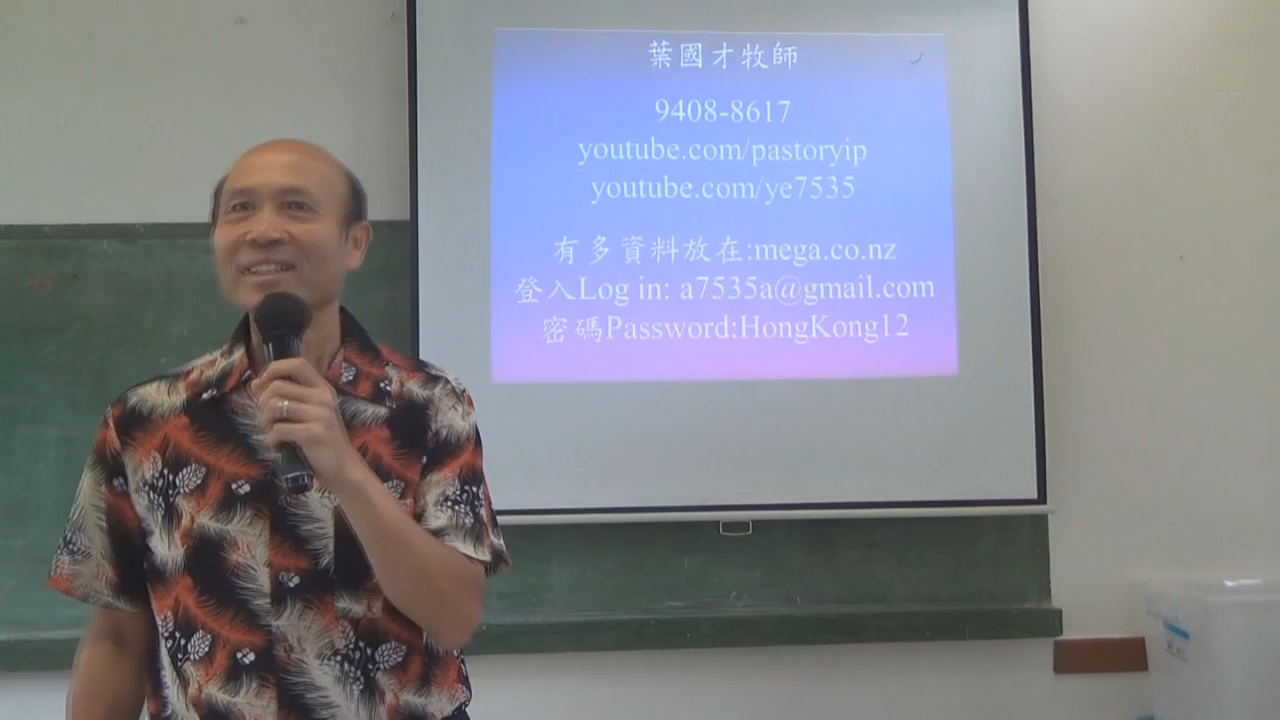 葉國才牧師
9408-8617
youtube.com/pastoryip
youtube.com/ye7535
有多資料放在:mega.co.nz
登入Log in: a7535a@gmail.com
密碼Password:HongKong12